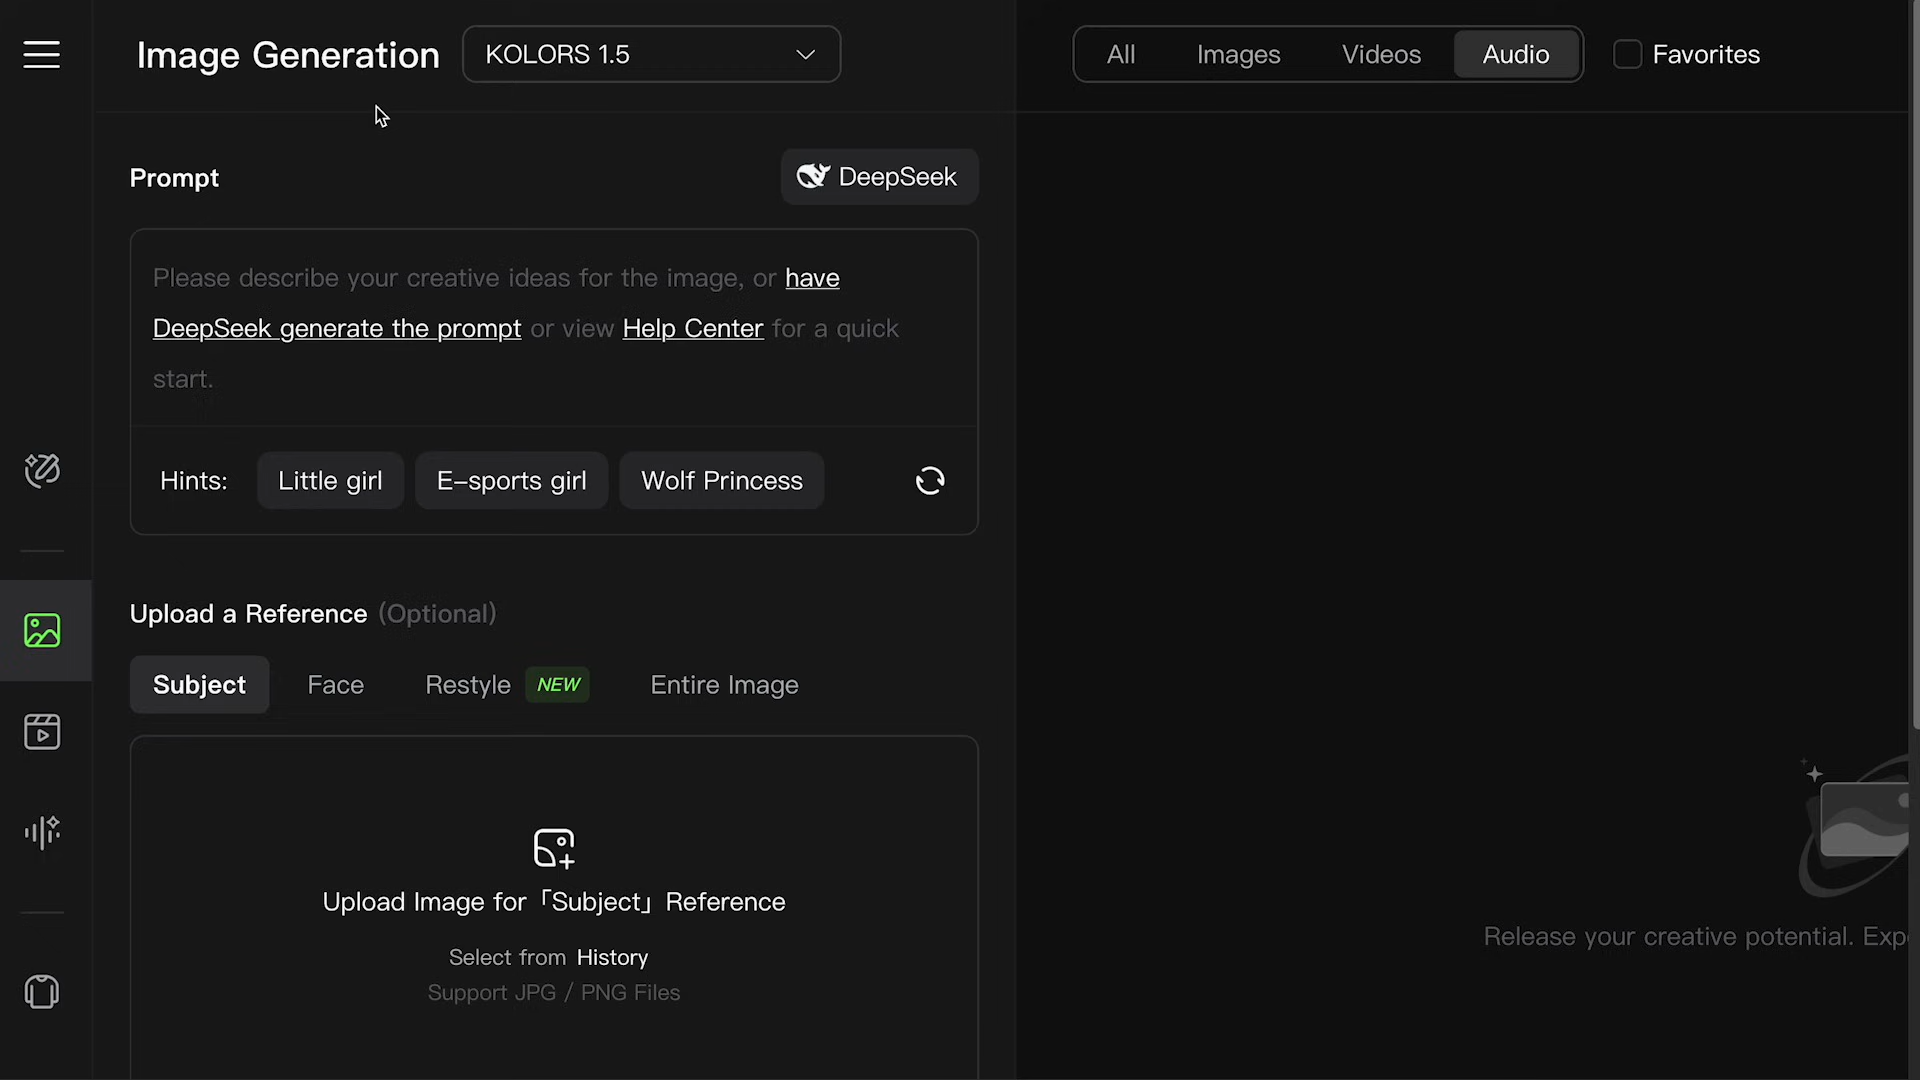 Image Generation
KOLORS 1.5
All
Images
Videos
Audio
Favorites
Prompt
DeepSeek
Please describe your creative ideas for the image, or have
DeepSeek generate the prompt or view Help Center for a quick
start.
Hints:
Little girl
E-sports girl
Wolf Princess
Upload a Reference (Optional)
Subject
Face
Restyle
NEW
Entire Image
Upload Image for「Subject」Reference
Select from History
Support JPG / PNG Files
Release your creative potential. Exp